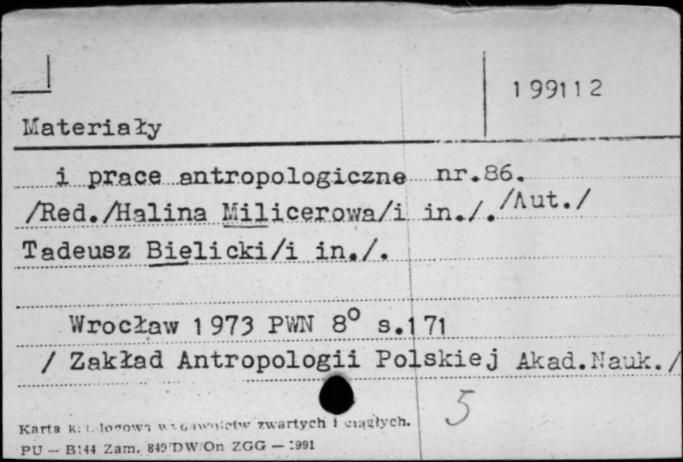 199112
Materiały
i prace antropologiczne nr.86.
/Red./Halina Milicerowa/i in./. /Aut./
Tadeusz Bielicki/i in./.
Wrocław 1973 PWN 8° s.171
/ Zakład Antropologii Polskiej Akad.Nauk./
5
Karta zwartych i ciągłych.
PU — B144 Zam. 849/DW/On ZGG — 1991